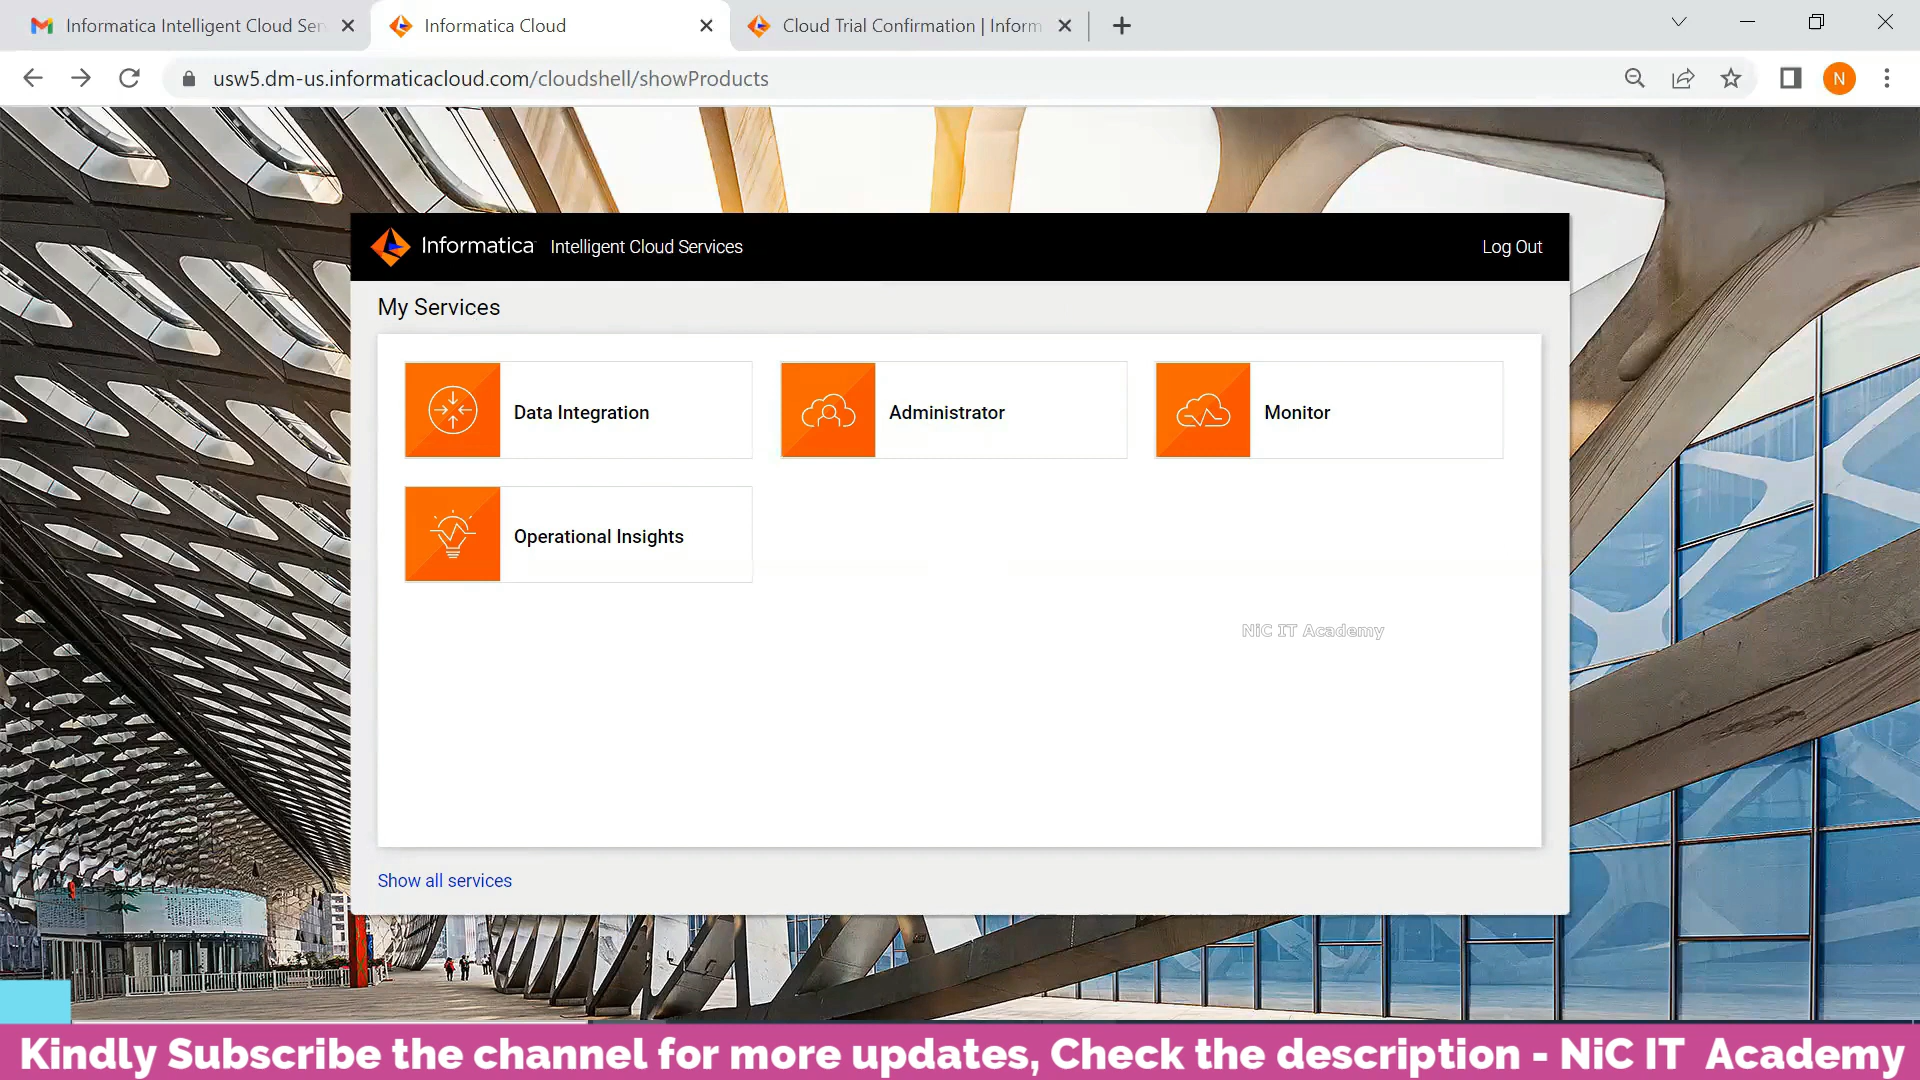 Informatica Intelligent Cloud Ser
Informatica Cloud
Cloud Trial Confirmation | Inform
usw5.dm-us.informaticacloud.com/cloudshell/showProducts
N
Informatica Intelligent Cloud Services
Log Out
My Services
Data Integration
Administrator
Monitor
Operational Insights
NiC IT Academy
Show all services
Kindly Subscribe the channel for more updates, Check the description - NiC IT Academy